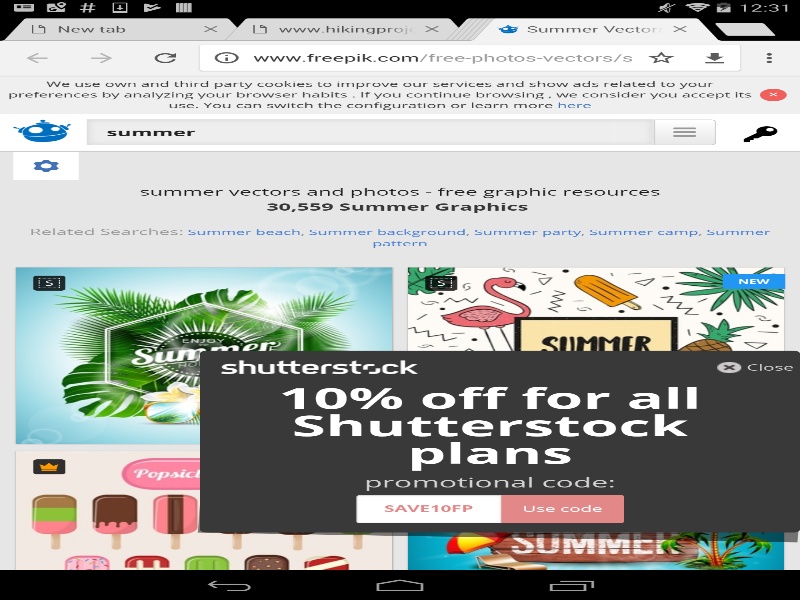 12:31
New tab
www.hikingproj
Summer Vector
www.freepik.com/free-photos-vectors/s
We use own and third party cookies to improve our services and show ads related to your
preferences by analyzing your browser habits . If you continue browsing , we consider you accept its
use. You can switch the configuration or learn more here
summer
summer vectors and photos - free graphic resources
30,559 Summer Graphics
Related Searches: Summer beach, Summer background, Summer party, Summer camp, Summer
pattern
S
ENJOY
Summer
S
NEW
SUMMER
shutterstock
Close
10% off for all
Shutterstock
plans
promotional code:
SAVE10FP
Use code
Popsic
SUMMER